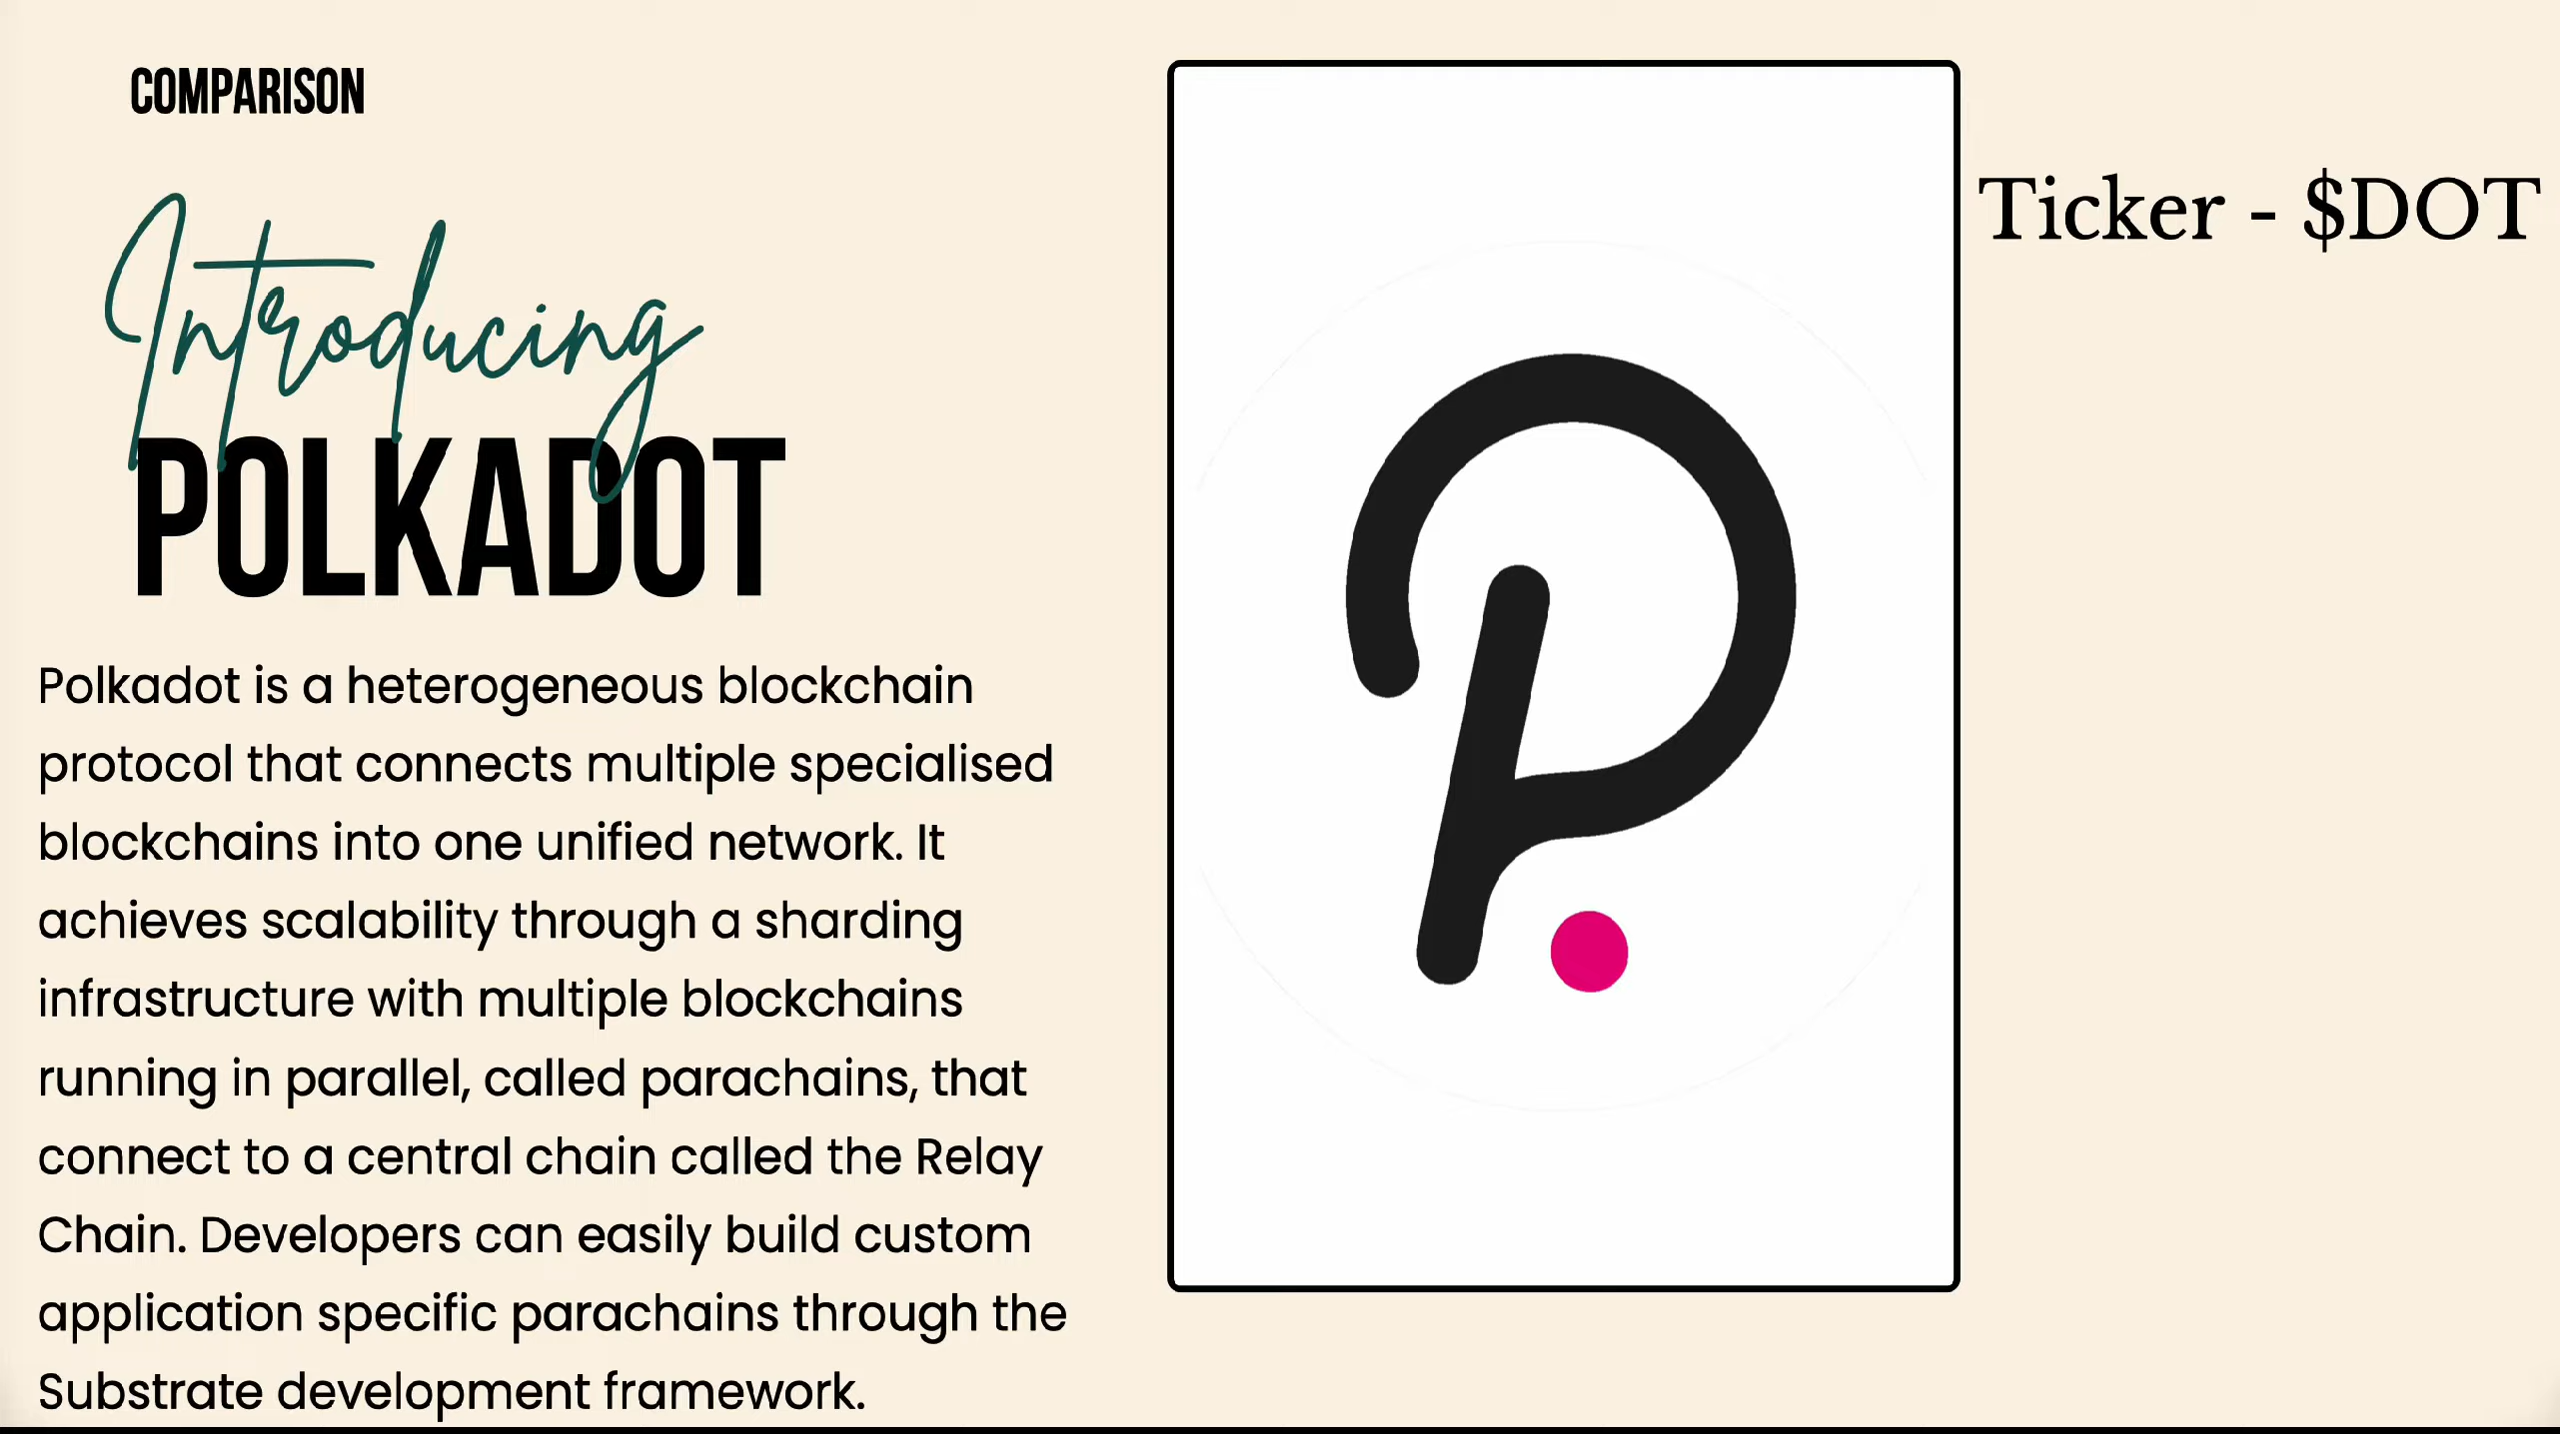 COMPARISON
Introducing
POLKADOT
Polkadot is a heterogeneous blockchain
protocol that connects multiple specialised
blockchains into one unified network. It
achieves scalability through a sharding
infrastructure with multiple blockchains
running in parallel, called parachains, that
connect to a central chain called the Relay
Chain. Developers can easily build custom
application specific parachains through the
Substrate development framework.
Ticker - $DOT